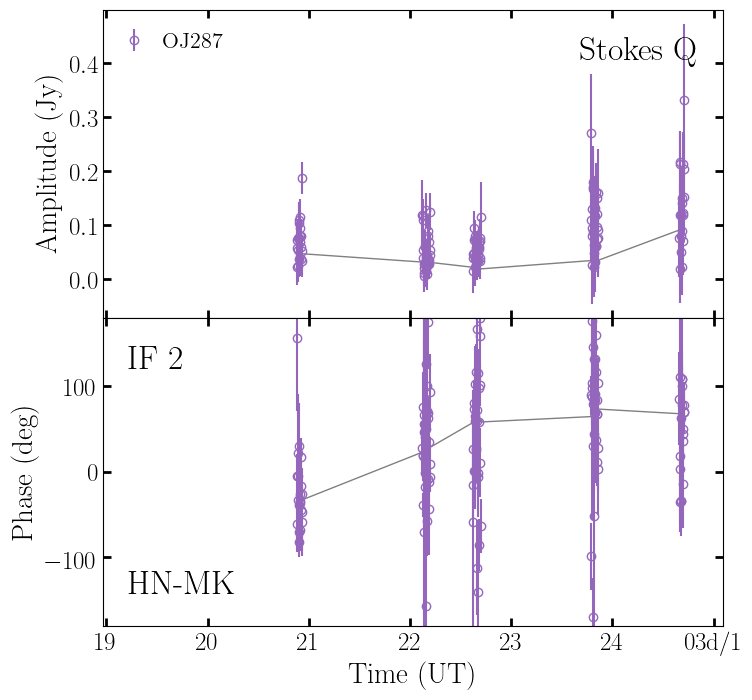 OJ287
Stokes Q
0.4
0.3
0.2
0.1
0.0
Amplitude (Jy)
IF 2
100
0
−100
Phase (deg)
HN-MK
19 20 21 22 23 24 03d/1
Time (UT)